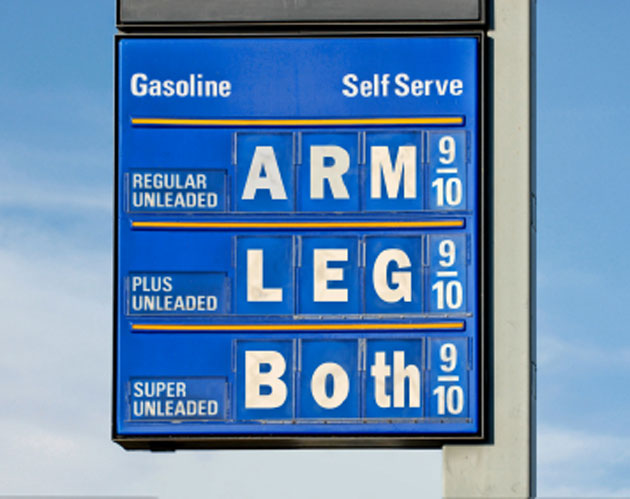 Gasoline Self Serve
ARM 9/10
REGULAR
UNLEADED
LEG 9/10
PLUS
UNLEADED
Both 9/10
SUPER
UNLEADED